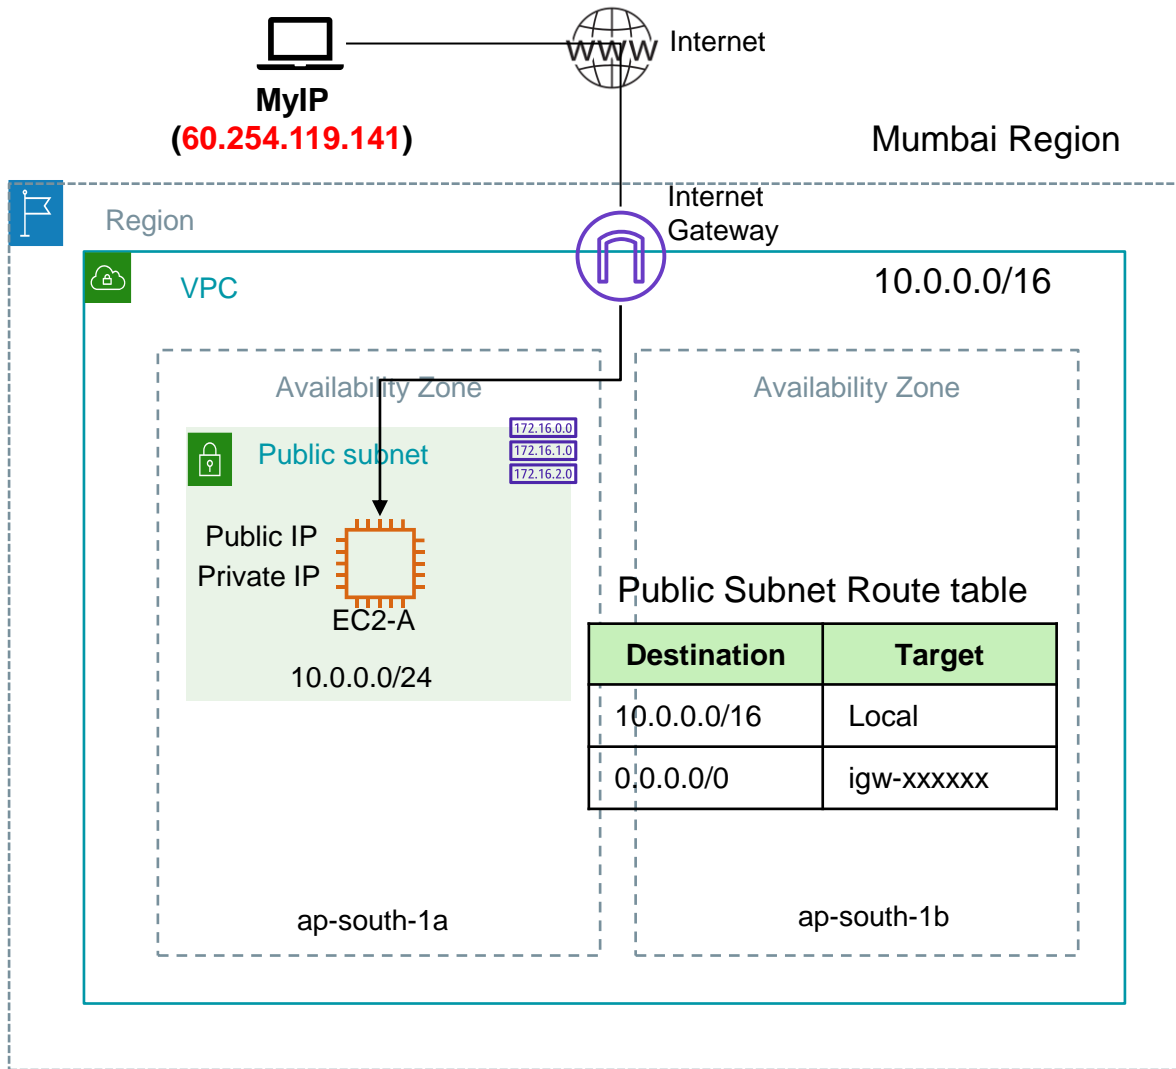 WWW
Internet
MyIP
(60.254.119.141)
Mumbai Region
Internet
Gateway
Region
VPC
10.0.0.0/16
Availability Zone
Availability Zone
172.16.0.0
172.16.1.0
172.16.2.0
Public subnet
Public IP
Private IP
EC2-A
10.0.0.0/24
Public Subnet Route table
Destination Target
10.0.0.0/16 Local
0.0.0.0/0 igw-xxxxxx
ap-south-1a
ap-south-1b